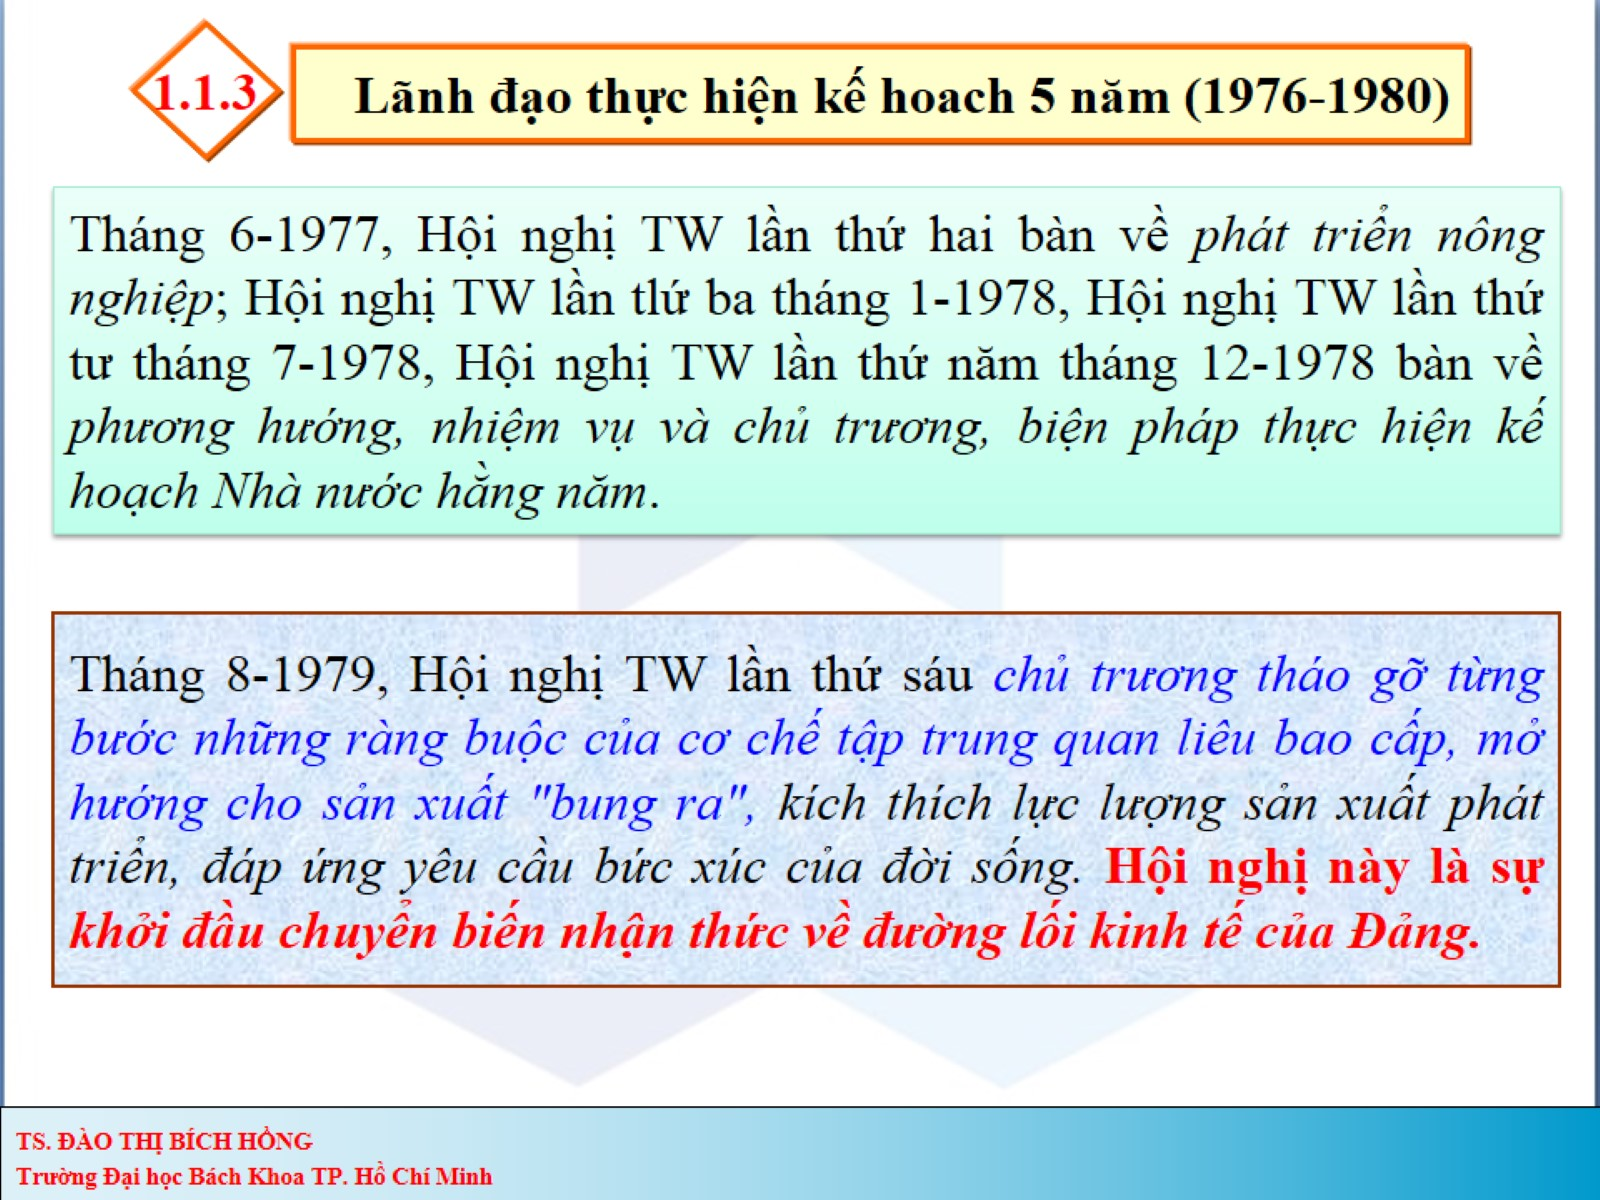 1.1.3
Lãnh đạo thực hiện kế hoach 5 năm (1976-1980)
Tháng 6-1977, Hội nghị TW lần thứ hai bàn về phát triển nông
nghiệp; Hội nghị TW lần tlứ ba tháng 1-1978, Hội nghị TW lần thứ
tư tháng 7-1978, Hội nghị TW lần thứ năm tháng 12-1978 bàn về
phương hướng, nhiệm vụ và chủ trương, biện pháp thực hiện kế
hoạch Nhà nước hằng năm.
Tháng 8-1979, Hội nghị TW lần thứ sáu chủ trương tháo gỡ từng
bước những ràng buộc của cơ chế tập trung quan liêu bao cấp, mở
hướng cho sản xuất "bung ra", kích thích lực lượng sản xuất phát
triển, đáp ứng yêu cầu bức xúc của đời sống. Hội nghị này là sự
khởi đầu chuyển biến nhận thức về đường lối kinh tế của Đảng.
TS. ĐÀO THỊ BÍCH HỒNG
Trường Đại học Bách Khoa TP. Hồ Chí Minh